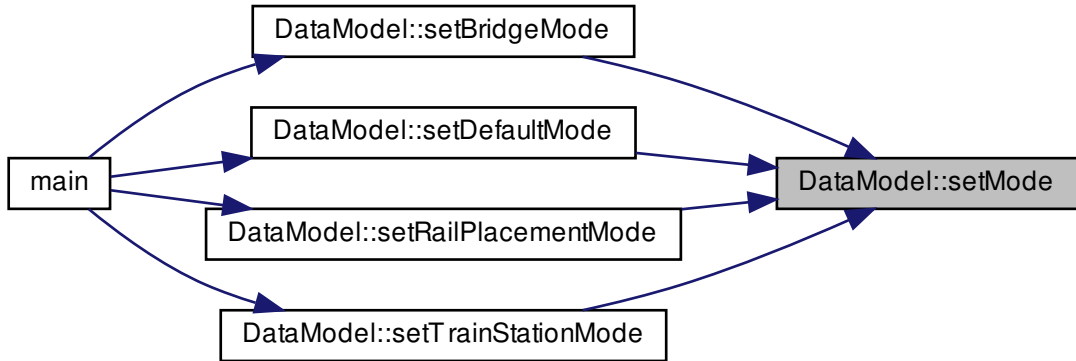 DataModel::setBridgeMode
DataModel::setDefaultMode
main
DataModel::setMode
DataModel::setRailPlacementMode
DataModel::setTrainStationMode